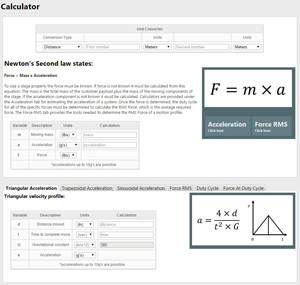 Calculator
Unit Converter
Conversion Type
Units
Units
Distance
First number
Meters
Second number
Meters
Newton's Second law states:
Force = Mass x Acceleration
To size a stage properly the force must be known. If force is not known it must be calculated from this
equation. The mass is the total mass of the customer payload plus the mass of the moving components of
the stage. If the acceleration component is not known it must be calculated. Calculators are provided under
the Acceleration tab for estimating the acceleration of a system. Once the force is determined, the duty cycle
for all of the specific forces must be determined to calculate the RMS force, which is the average required
force. The Force RMS tab provides the tools needed to determine the RMS Force of a motion profile.
F = m × a
Acceleration
Click here
Force RMS
Click here
Variable Description Units Calculation
m Moving mass (lbs) mass
a Acceleration (g's) acceleration
F Force (lbs)
*accelerations up to 10g's are possible
Triangular Acceleration Trapezoidal Acceleration Sinusoidal Acceleration Force RMS Duty Cycle Force At Duty Cycle
Triangular velocity profile:
Variable Description Units Calculation
d Distance moved (in) distance
t Time to complete move (sec) time
G Gravitational constant 386
a Acceleration (g's)
*accelerations up to 10g's are possible
a = 4 × d / t² × G